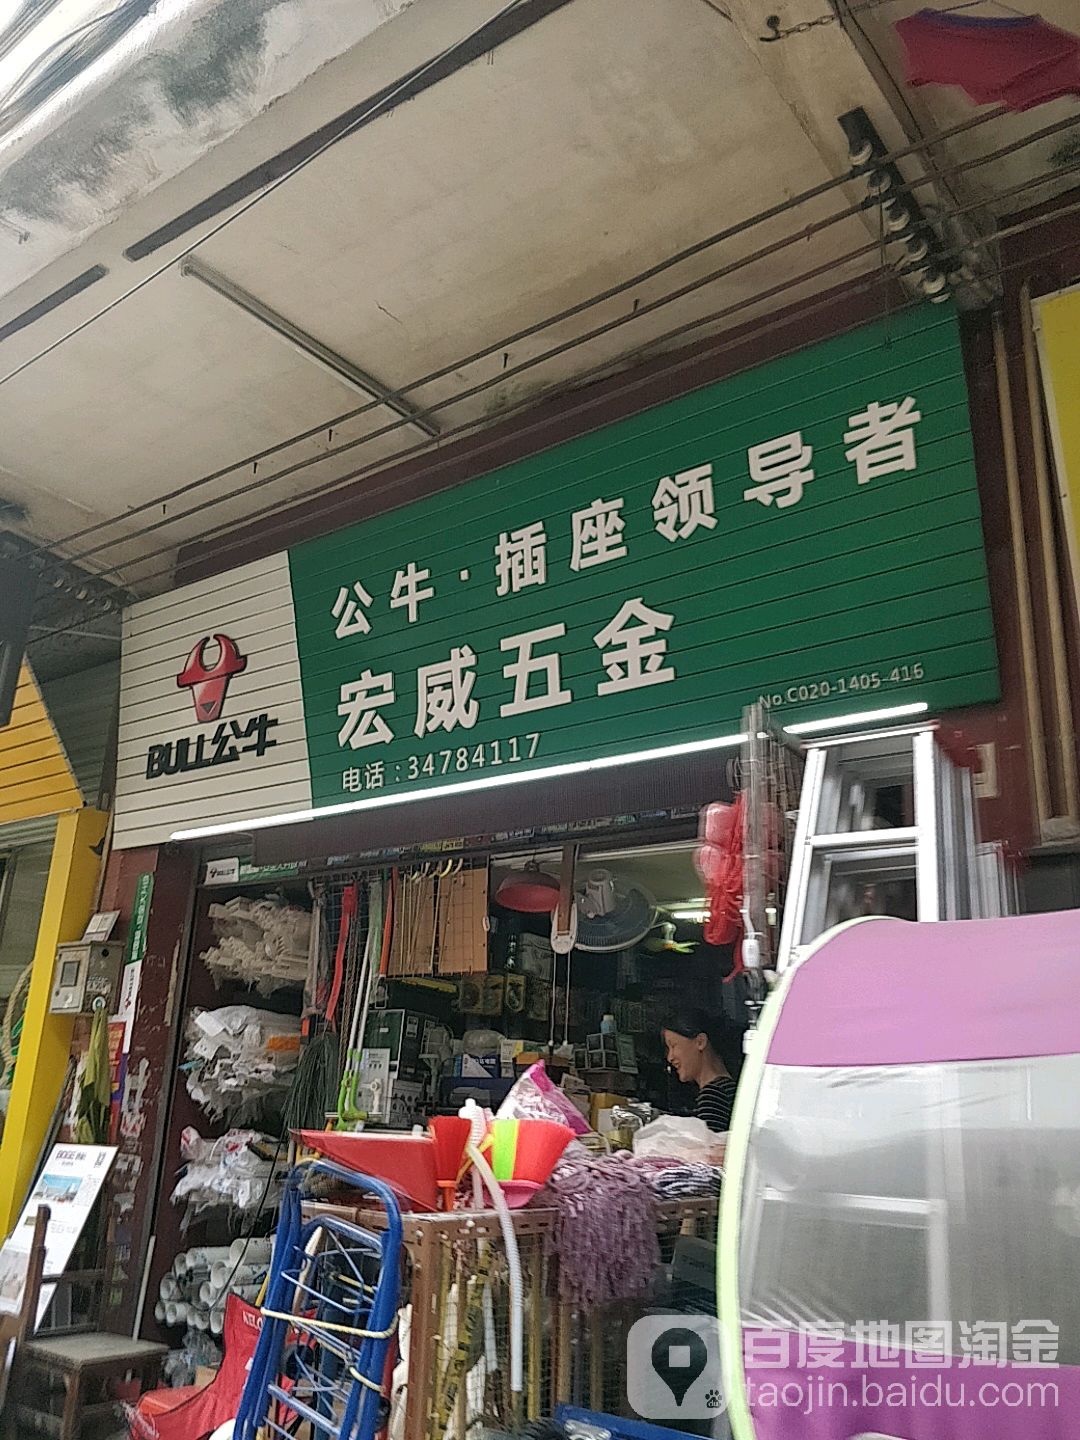 公牛·插座领导者
宏威五金
电话:34784117
No.C020-1405-416
BULL公牛
百度地图淘金
taojin.baidu.com